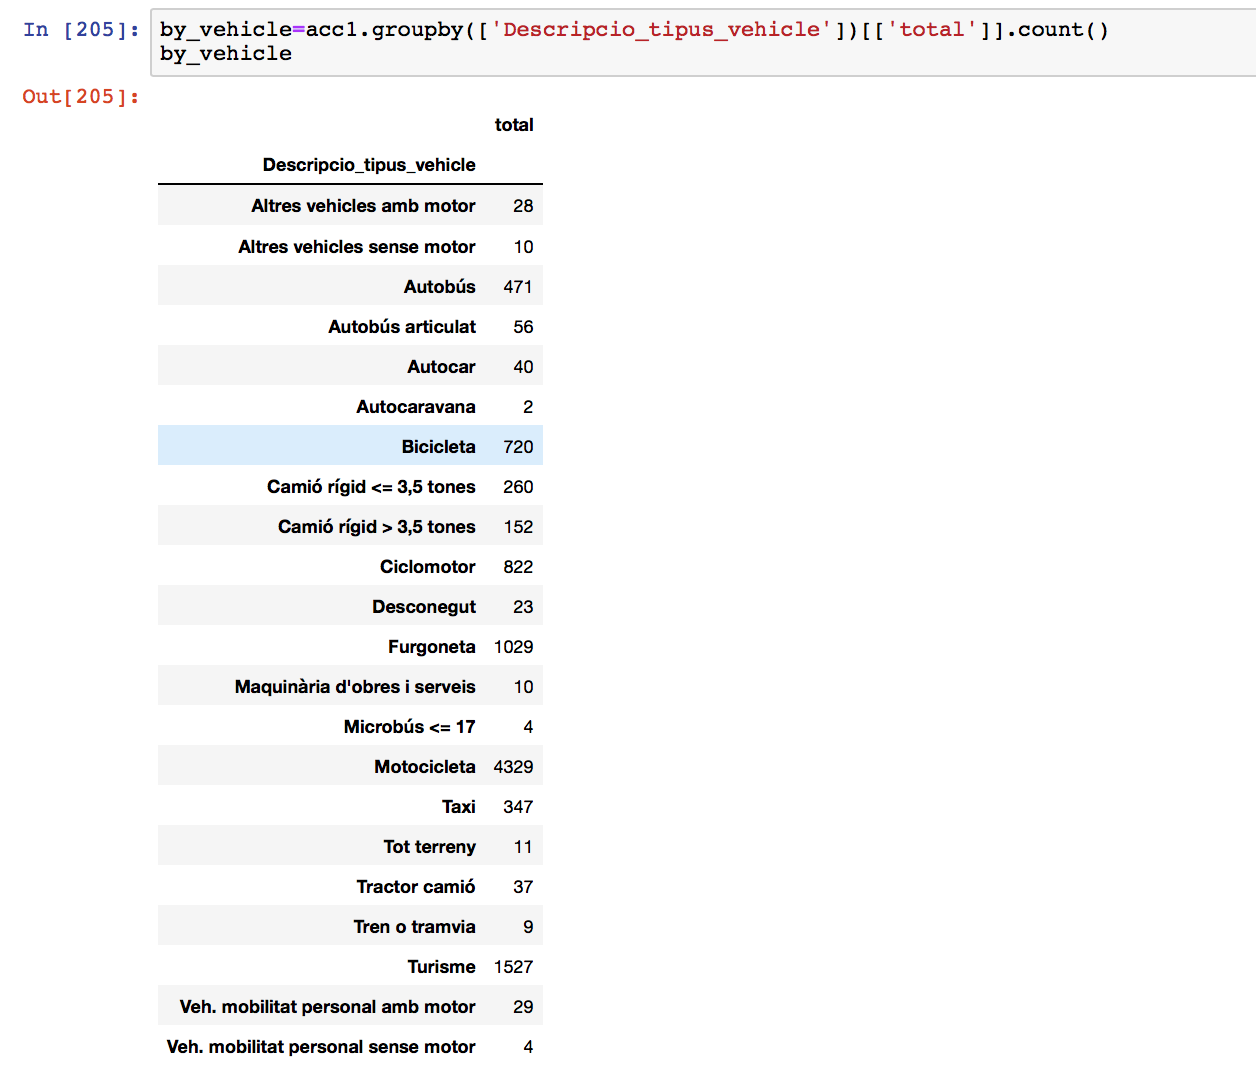 In [205]: by_vehicle=acc1.groupby(['Descripcio_tipus_vehicle'])[['total']].count()
by_vehicle
Out[205]:
total
Descripcio_tipus_vehicle
Altres vehicles amb motor 28
Altres vehicles sense motor 10
Autobús 471
Autobús articulat 56
Autocar 40
Autocaravana 2
Bicicleta 720
Camió rígid <= 3,5 tones 260
Camió rígid > 3,5 tones 152
Ciclomotor 822
Desconegut 23
Furgoneta 1029
Maquinària d'obres i serveis 10
Microbús <= 17 4
Motocicleta 4329
Taxi 347
Tot terreny 11
Tractor camió 37
Tren o tramvia 9
Turisme 1527
Veh. mobilitat personal amb motor 29
Veh. mobilitat personal sense motor 4